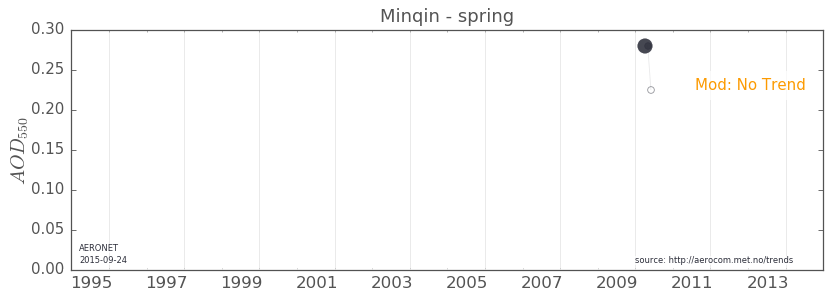 Minqin - spring
0.30
0.25
0.20
0.15
0.10
0.05
0.00
AOD550
Mod: No Trend
AERONET
2015-09-24
source: http://aerocom.met.no/trends
1995 1997 1999 2001 2003 2005 2007 2009 2011 2013